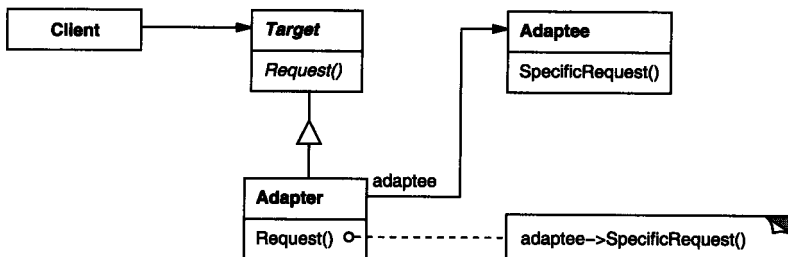 Client
Target
Request()
Adaptee
SpecificRequest()
adaptee
Adapter
Request()
adaptee->SpecificRequest()